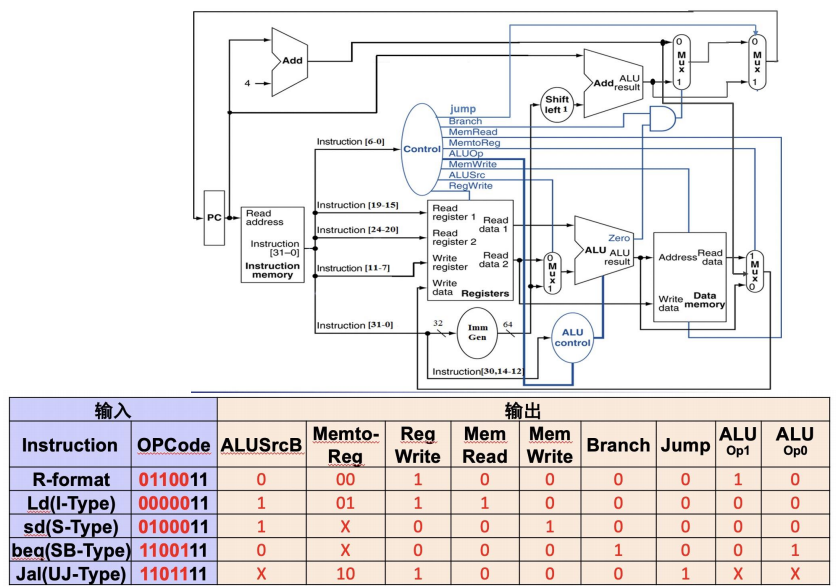 Add
4
Add ALU
result
Shift
left 1
0
M
u
x
1
0
M
u
x
1
jump
Branch
MemRead
MemtoReg
ALUOp
MemWrite
ALUSrc
RegWrite
Control
Instruction [6-0]
PC
Read
address
Instruction
[31–0]
Instruction
memory
Instruction [19-15]
Instruction [24-20]
Instruction [11-7]
Instruction [31-0]
Read
register 1
Read
register 2
Write
register
Write
data
Read
data 1
Read
data 2
Registers
0
M
u
x
1
Zero
ALU ALU
result
Address
Read
data
Write
data
Data
memory
1
M
u
x
0
32
Imm
Gen
64
ALU
control
Instruction[30,14-12]
输入 输出
Instruction OPCode ALUSrcB Memto-Reg Reg Write Mem Read Mem Write Branch Jump ALU Op1 ALU Op0
R-format 0110011 0 00 1 0 0 0 0 1 0
Ld(I-Type) 0000011 1 01 1 1 0 0 0 0 0
sd(S-Type) 0100011 1 X 0 0 1 0 0 0 0
beq(SB-Type) 1100111 0 X 0 0 0 1 0 0 1
Jal(UJ-Type) 1101111 X 10 1 0 0 0 1 X X